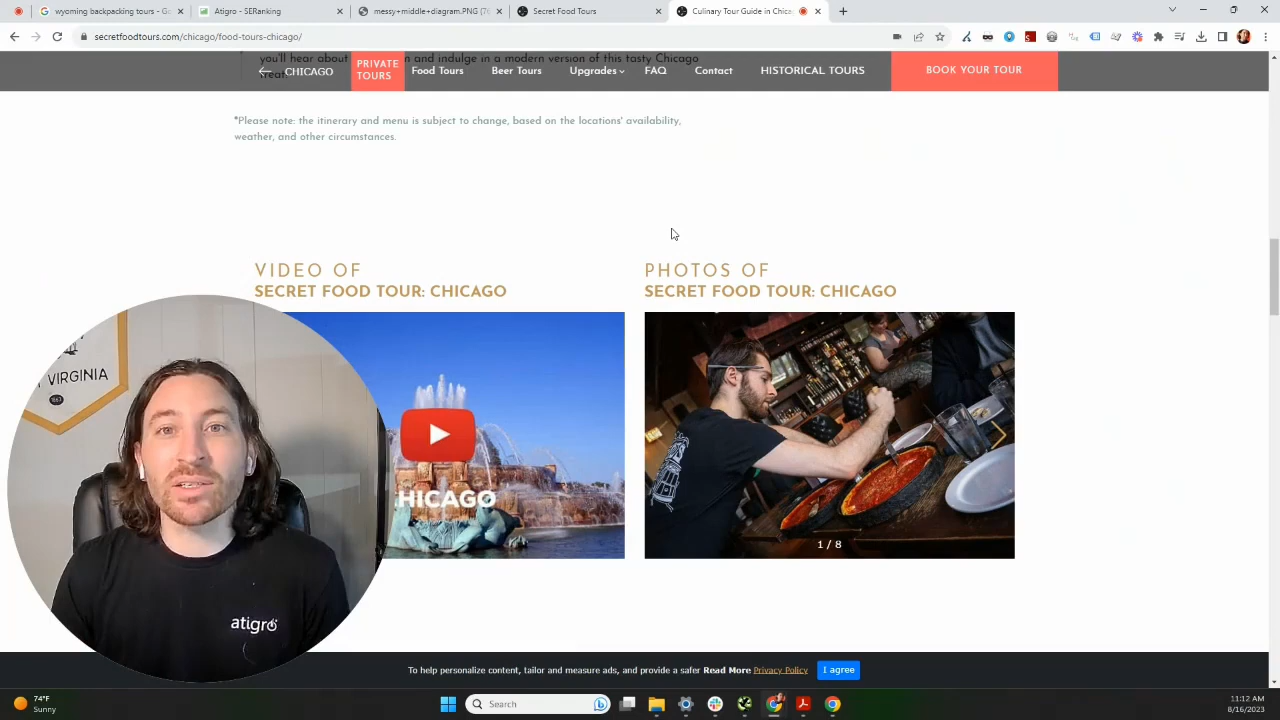 wyoming backpacking tours - Go
Atigro - SERanking
messy+middle+diagram.PNG (76
Secret Food Tours
Culinary Tour Guide in Chica
secretfoodtours.com/chicago/food-tours-chicago/
CHICAGO
PRIVATE TOURS
Food Tours
Beer Tours
Upgrades
FAQ
Contact
HISTORICAL TOURS
BOOK YOUR TOUR
you'll hear about
n and indulge in a modern version of this tasty Chicago
*Please note: the itinerary and menu is subject to change, based on the locations' availability,
weather, and other circumstances.
VIDEO OF
SECRET FOOD TOUR: CHICAGO
PHOTOS OF
SECRET FOOD TOUR: CHICAGO
VIRGINIA
1863
HICAGO
1 / 8
atigro
To help personalize content, tailor and measure ads, and provide a safer Read More Privacy Policy
I agree
74°F
Sunny
Search
11:12 AM
8/16/2023